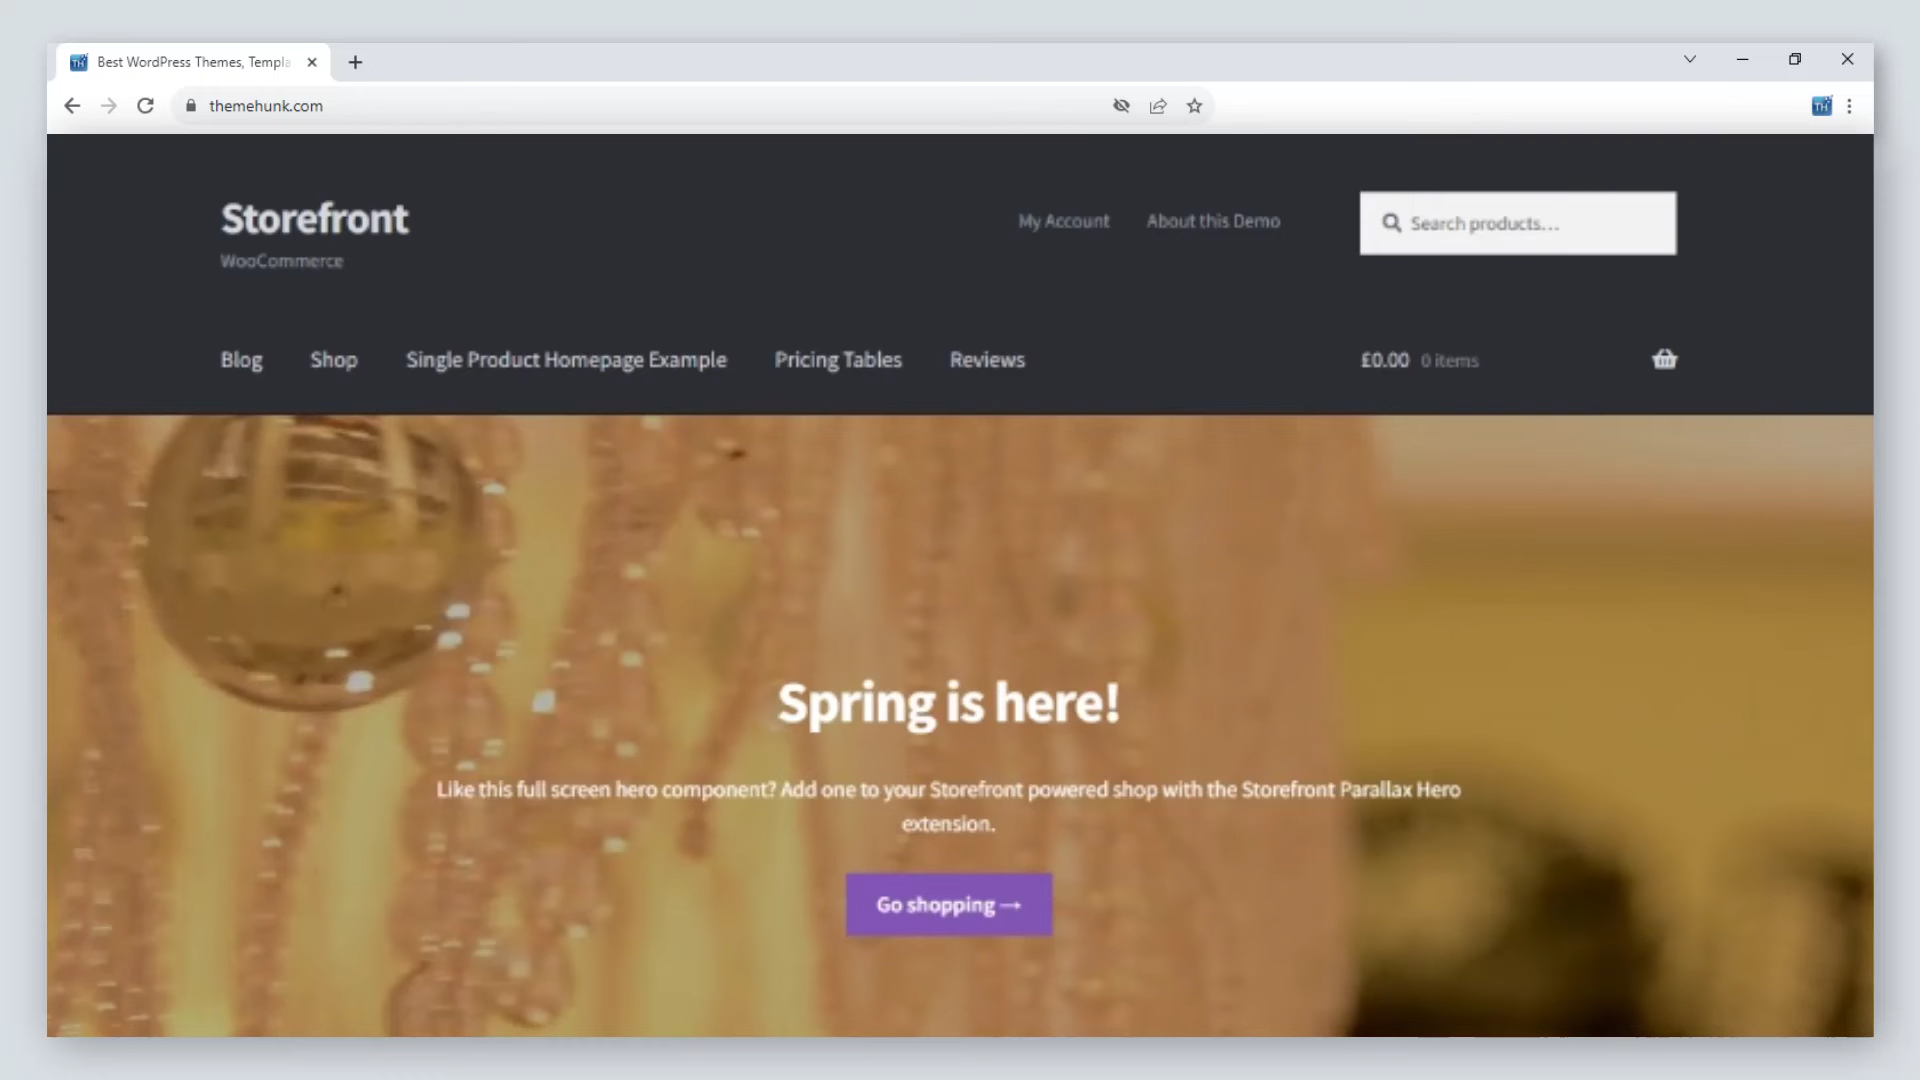 Best WordPress Themes, Templa
themehunk.com
Storefront
WooCommerce
My Account
About this Demo
Search products...
Blog
Shop
Single Product Homepage Example
Pricing Tables
Reviews
£0.00 0 items
Spring is here!
Like this full screen hero component? Add one to your Storefront powered shop with the Storefront Parallax Hero
extension.
Go shopping →